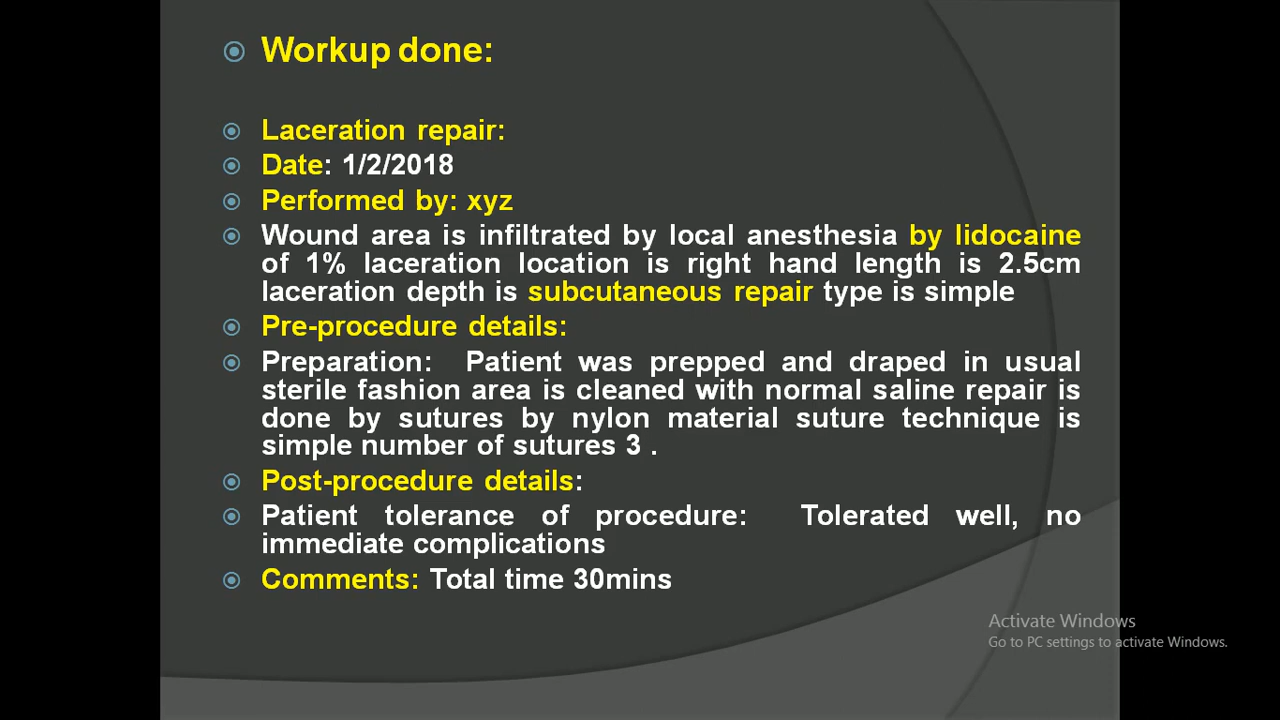 Workup done:
Laceration repair:
Date: 1/2/2018
Performed by: xyz
Wound area is infiltrated by local anesthesia by lidocaine
of 1% laceration location is right hand length is 2.5cm
laceration depth is subcutaneous repair type is simple
Pre-procedure details:
Preparation: Patient was prepped and draped in usual
sterile fashion area is cleaned with normal saline repair is
done by sutures by nylon material suture technique is
simple number of sutures 3 .
Post-procedure details:
Patient tolerance of procedure: Tolerated well, no
immediate complications
Comments: Total time 30mins
Activate Windows
Go to PC settings to activate Windows.